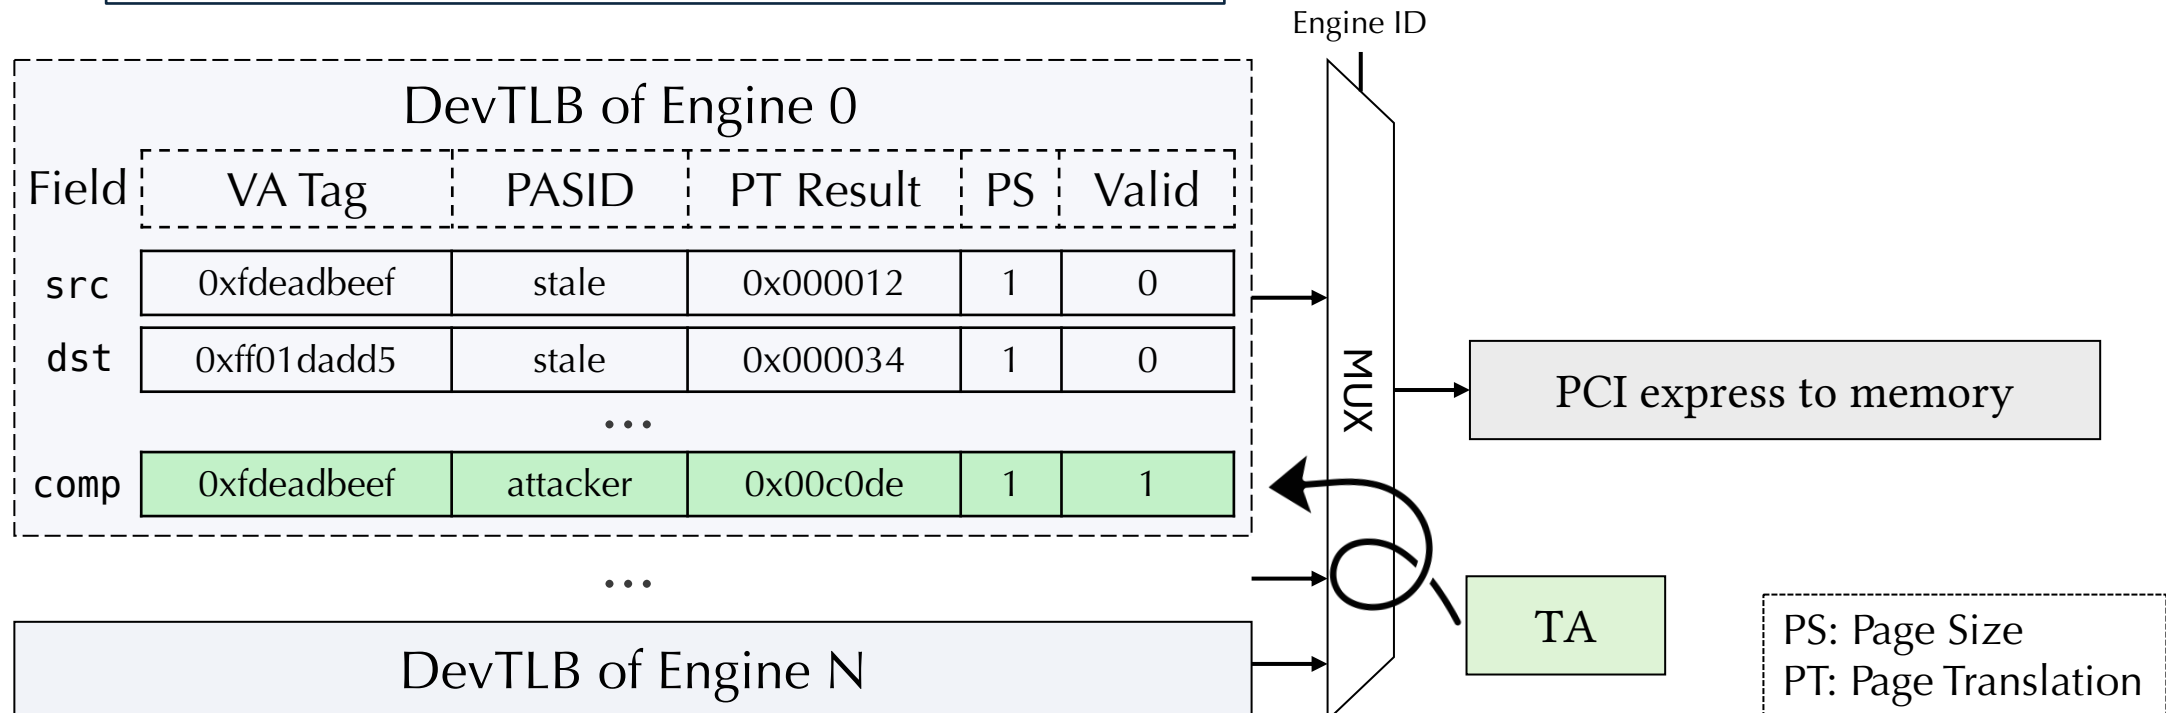 Engine ID
DevTLB of Engine 0
Field VA Tag PASID PT Result PS Valid
src 0xfdeadbeef stale 0x000012 1 0
dst 0xff01dadd5 stale 0x000034 1 0
...
comp 0xfdeadbeef attacker 0x00c0de 1 1
...
DevTLB of Engine N
MUX
PCI express to memory
TA
PS: Page Size
PT: Page Translation